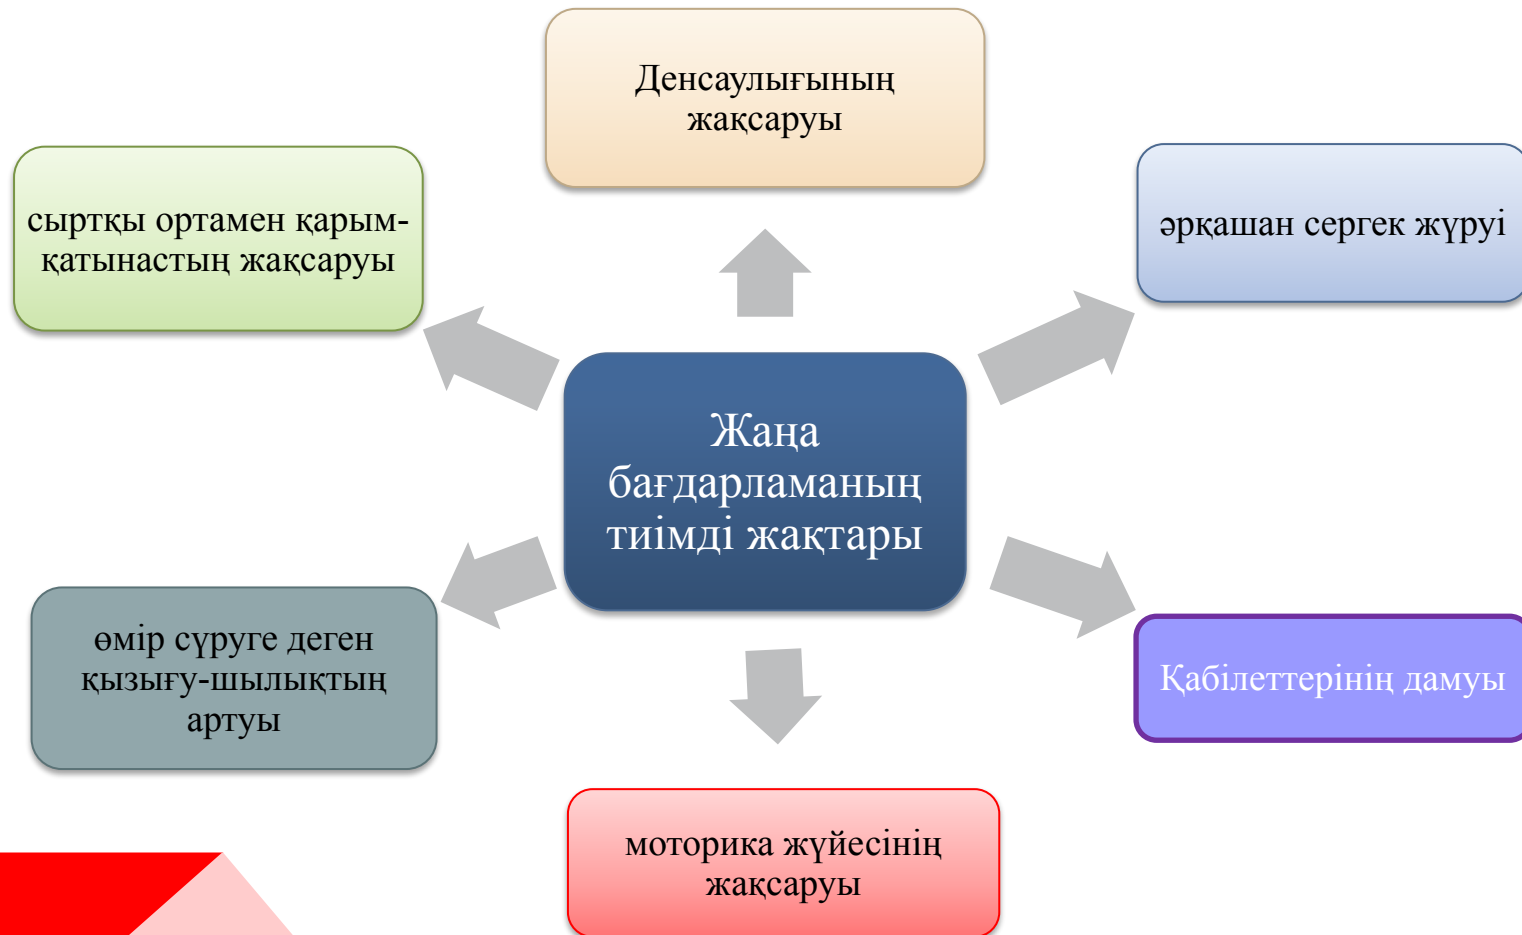 Денсаулығының
жақсаруы
сыртқы ортамен қарым-
қатынастың жақсаруы
әрқашан сергек жүруі
Жаңа
бағдарламаның
тиімді жақтары
өмір сүруге деген
қызығу-шылықтың
артуы
Қабілеттерінің дамуы
моторика жүйесінің
жақсаруы